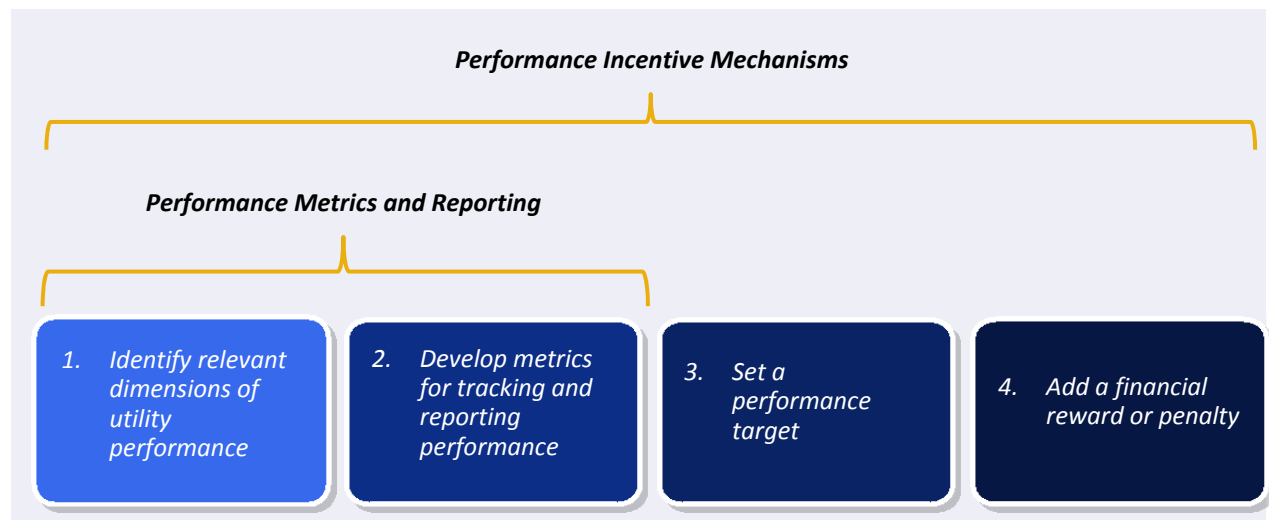 Performance Incentive Mechanisms
Performance Metrics and Reporting
1. Identify relevant
dimensions of
utility
performance
2. Develop metrics
for tracking and
reporting
performance
3. Set a
performance
target
4. Add a financial
reward or penalty